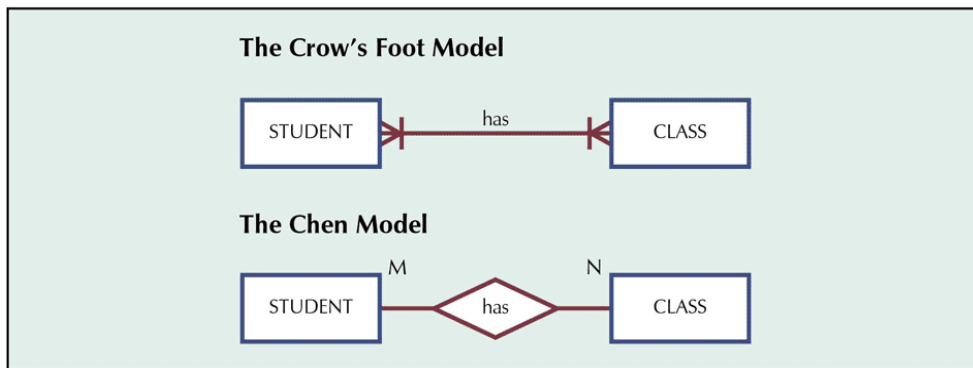 The Crow’s Foot Model
STUDENT has CLASS
The Chen Model
M N
STUDENT has CLASS